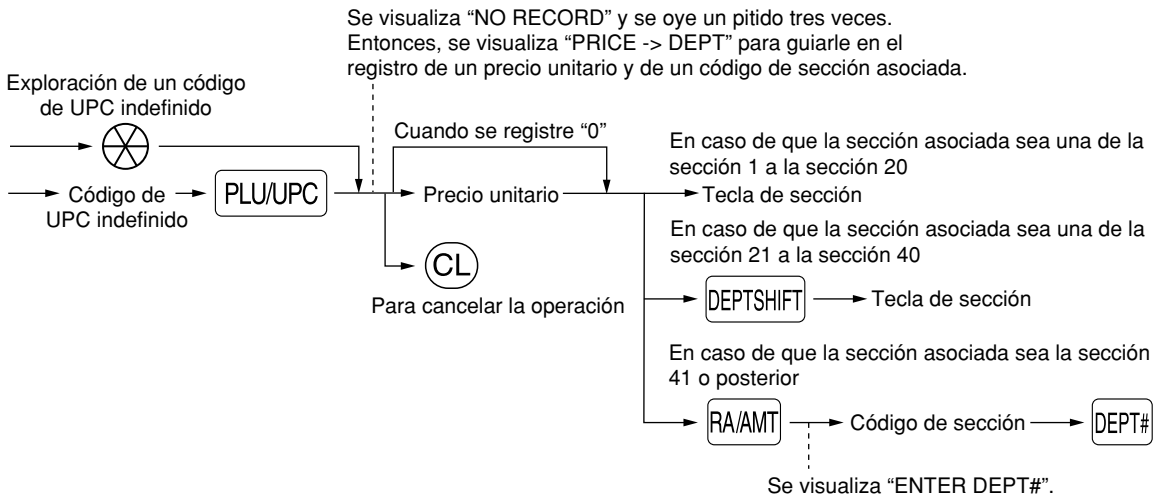 Se visualiza “NO RECORD” y se oye un pitido tres veces.
Entonces, se visualiza “PRICE -> DEPT” para guiarle en el
registro de un precio unitario y de un código de sección asociada.
Exploración de un código
de UPC indefinido
Cuando se registre “0”
En caso de que la sección asociada sea una de la
sección 1 a la sección 20
Código de
UPC indefinido
PLU/UPC
Precio unitario
Tecla de sección
En caso de que la sección asociada sea una de la
sección 21 a la sección 40
CL
Para cancelar la operación
DEPTSHIFT
Tecla de sección
En caso de que la sección asociada sea la sección
41 o posterior
RA/AMT
Código de sección
DEPT#
Se visualiza “ENTER DEPT#”.